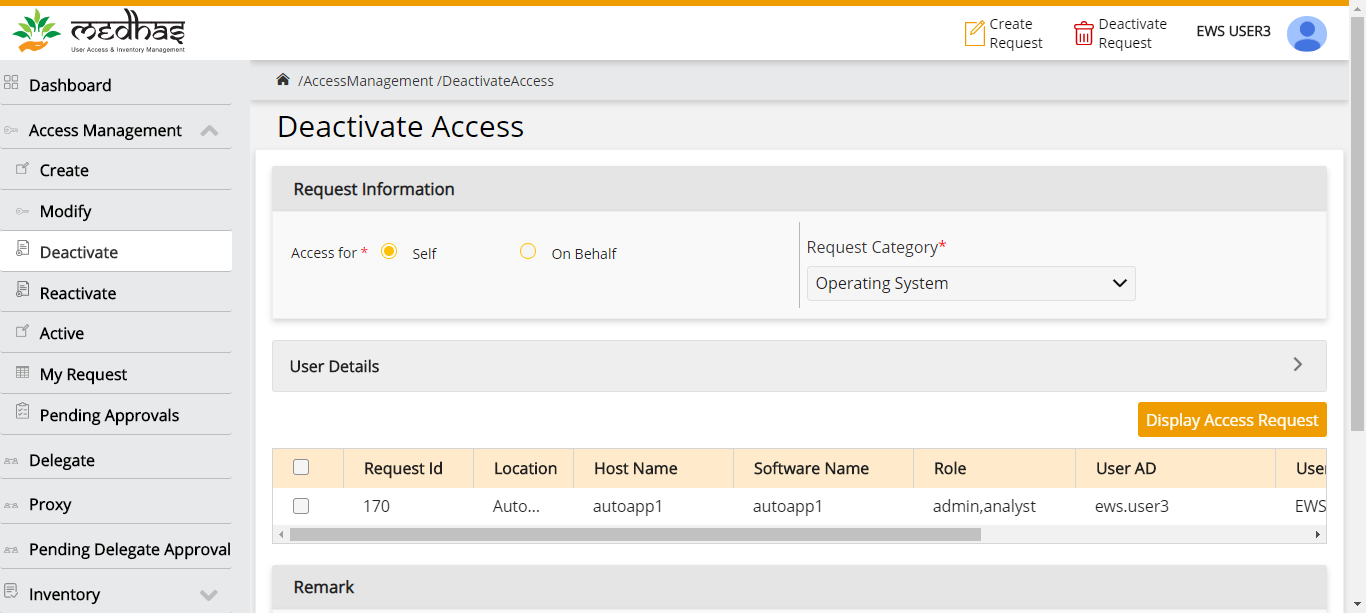 medhas
User Access & Inventory Management
Create
Request
Deactivate
Request
EWS USER3
Dashboard
Access Management
Create
Modify
Deactivate
Reactivate
Active
My Request
Pending Approvals
Delegate
Proxy
Pending Delegate Approval
Inventory
/AccessManagement /DeactivateAccess
Deactivate Access
Request Information
Access for * Self On Behalf
Request Category*
Operating System
User Details
Display Access Request
Request Id Location Host Name Software Name Role User AD User
170 Auto... autoapp1 autoapp1 admin,analyst ews.user3 EWS
Remark